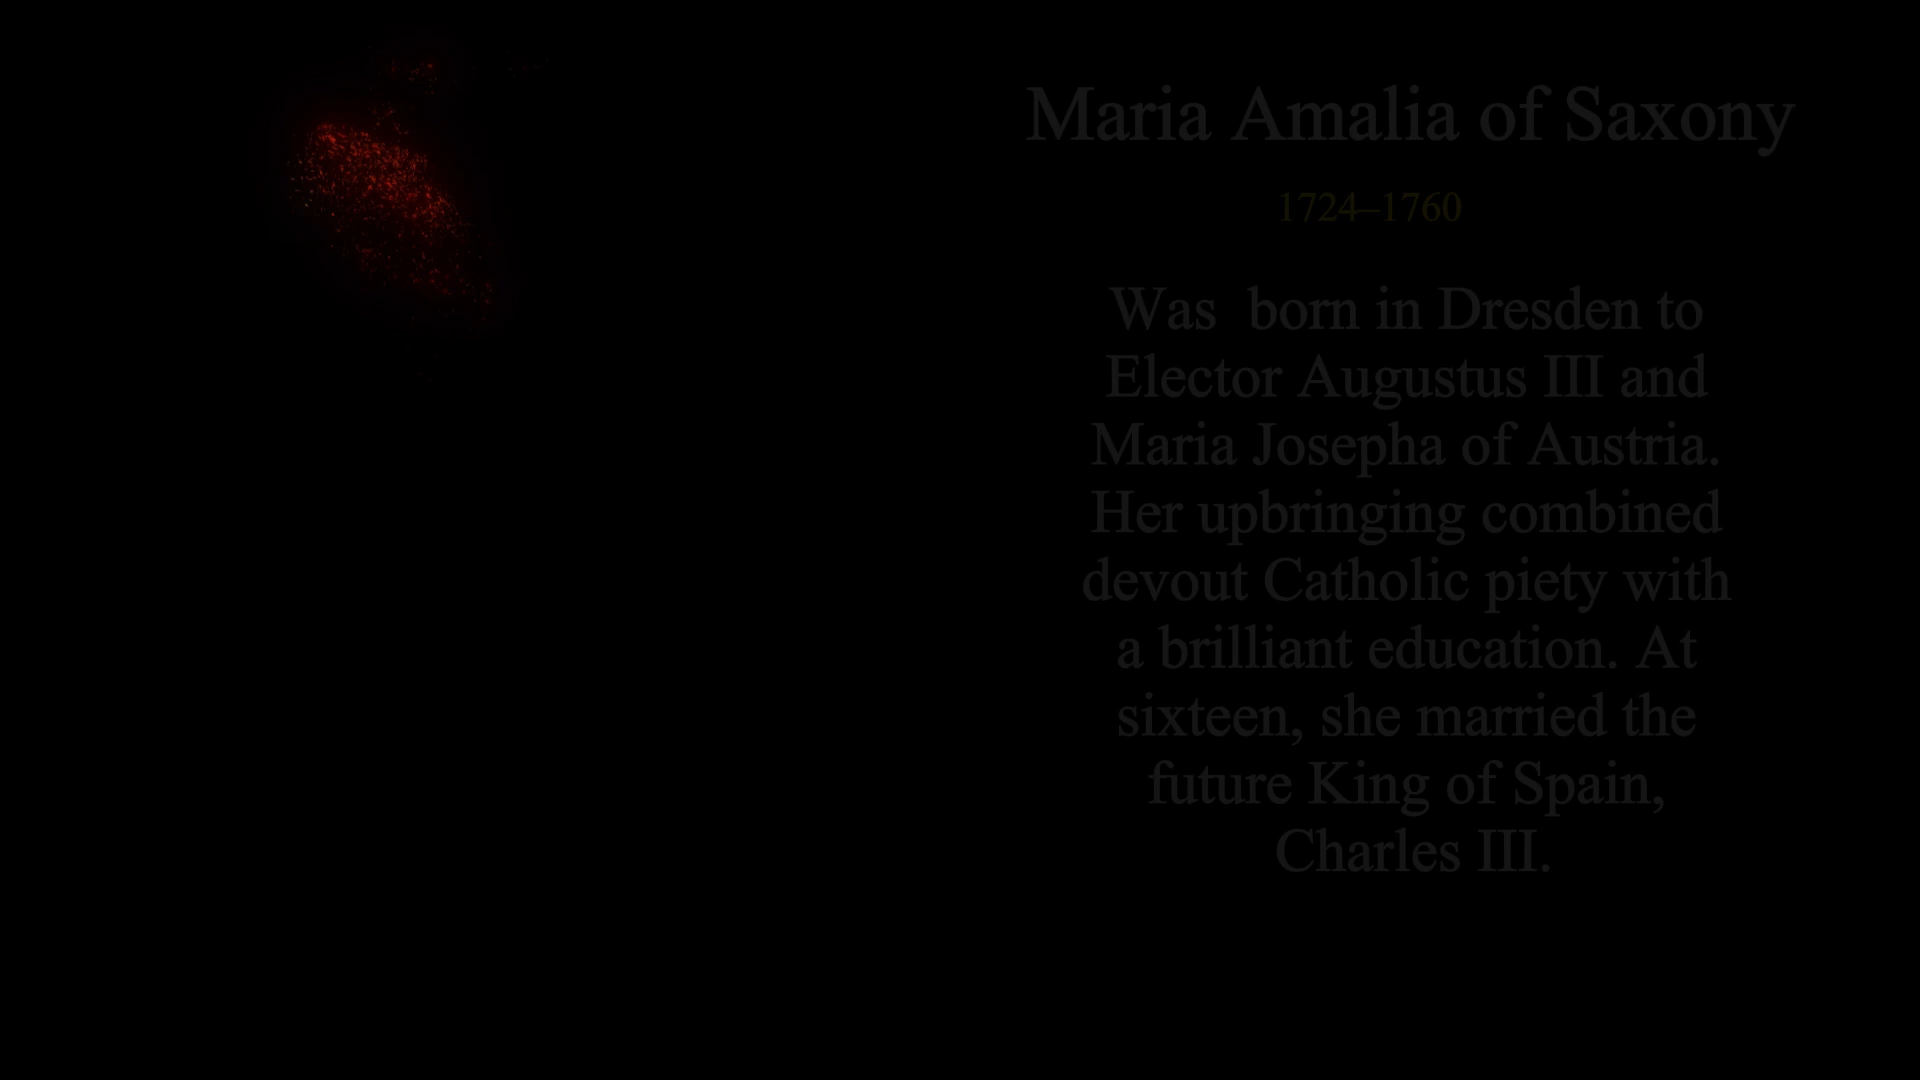 Maria Amalia of Saxony
1724–1760
Was  born in Dresden to
Elector Augustus III and
Maria Josepha of Austria.
Her upbringing combined
devout Catholic piety with
a brilliant education. At
sixteen, she married the
future King of Spain,
Charles III.